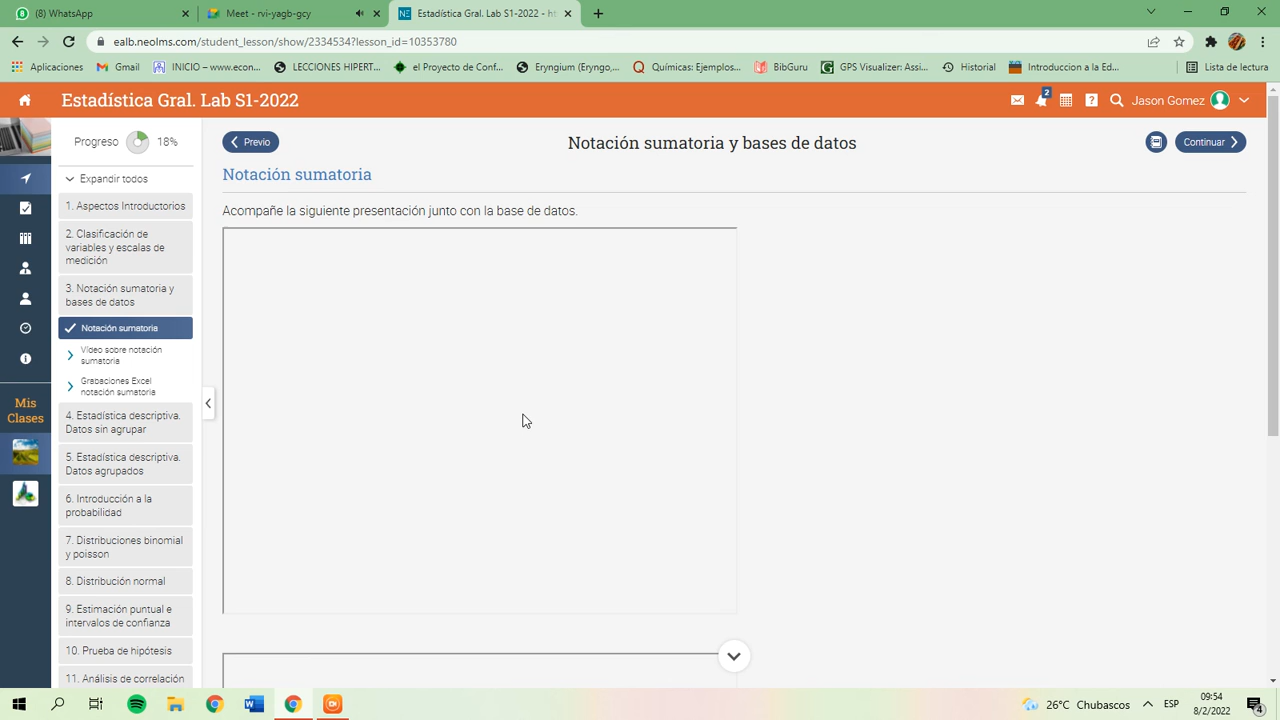 (8) WhatsApp
Meet - rvi-yagb-gcy
Estadística Gral. Lab S1-2022 - ht
ealb.neolms.com/student_lesson/show/2334534?lesson_id=10353780
Aplicaciones
Gmail
INICIO – www.econ...
LECCIONES HIPERT...
el Proyecto de Conf...
Eryngium (Eryngo,...
Químicas: Ejemplos...
BibGuru
GPS Visualizer: Assi...
Historial
Introduccion a la Ed...
Lista de lectura
Estadística Gral. Lab S1-2022
2
Jason Gomez
Progreso 18%
Previo
Notación sumatoria y bases de datos
Continuar
Notación sumatoria
Expandir todos
Acompañe la siguiente presentación junto con la base de datos.
1. Aspectos Introductorios
2. Clasificación de
variables y escalas de
medición
3. Notación sumatoria y
bases de datos
Notación sumatoria
Vídeo sobre notación
sumatoria
Grabaciones Excel
notación sumatoria
Mis
Clases
4. Estadística descriptiva.
Datos sin agrupar
5. Estadística descriptiva.
Datos agrupados
6. Introducción a la
probabilidad
7. Distribuciones binomial
y poisson
8. Distribución normal
9. Estimación puntual e
intervalos de confianza
10. Prueba de hipótesis
11. Análisis de correlación
26°C Chubascos
ESP
09:54
8/2/2022
4